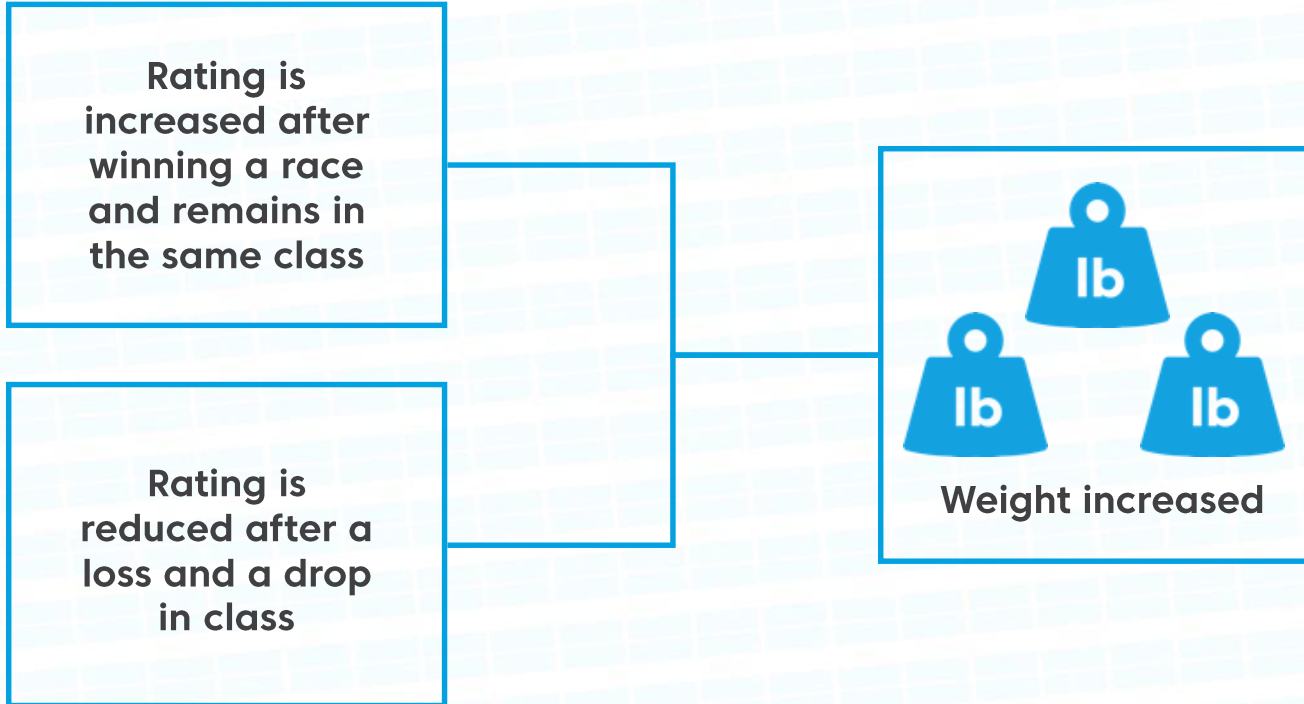 Rating is
increased after
winning a race
and remains in
the same class
Rating is
reduced after a
loss and a drop
in class
lb
lb
lb
Weight increased